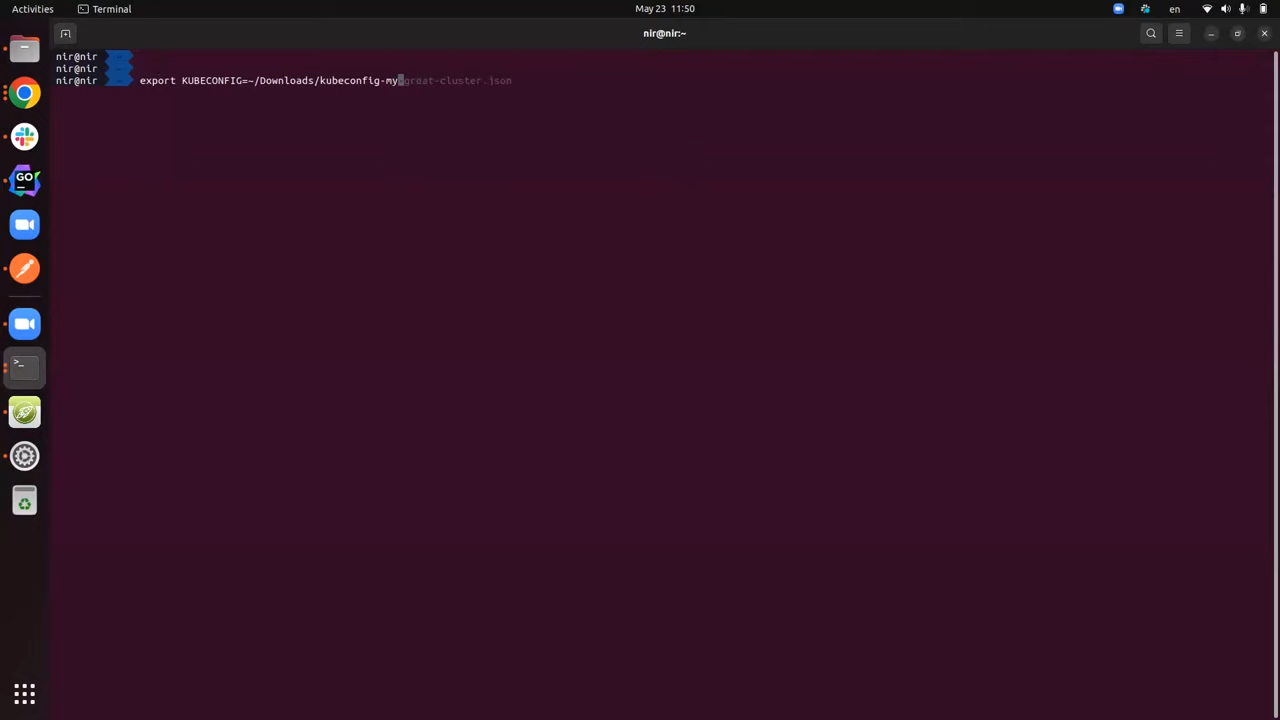 Activities
Terminal
May 23 11:50
en
nir@nir:~
nir@nir ~
nir@nir ~
nir@nir ~ export KUBECONFIG=~/Downloads/kubeconfig-my-great-cluster.json
GO
>_